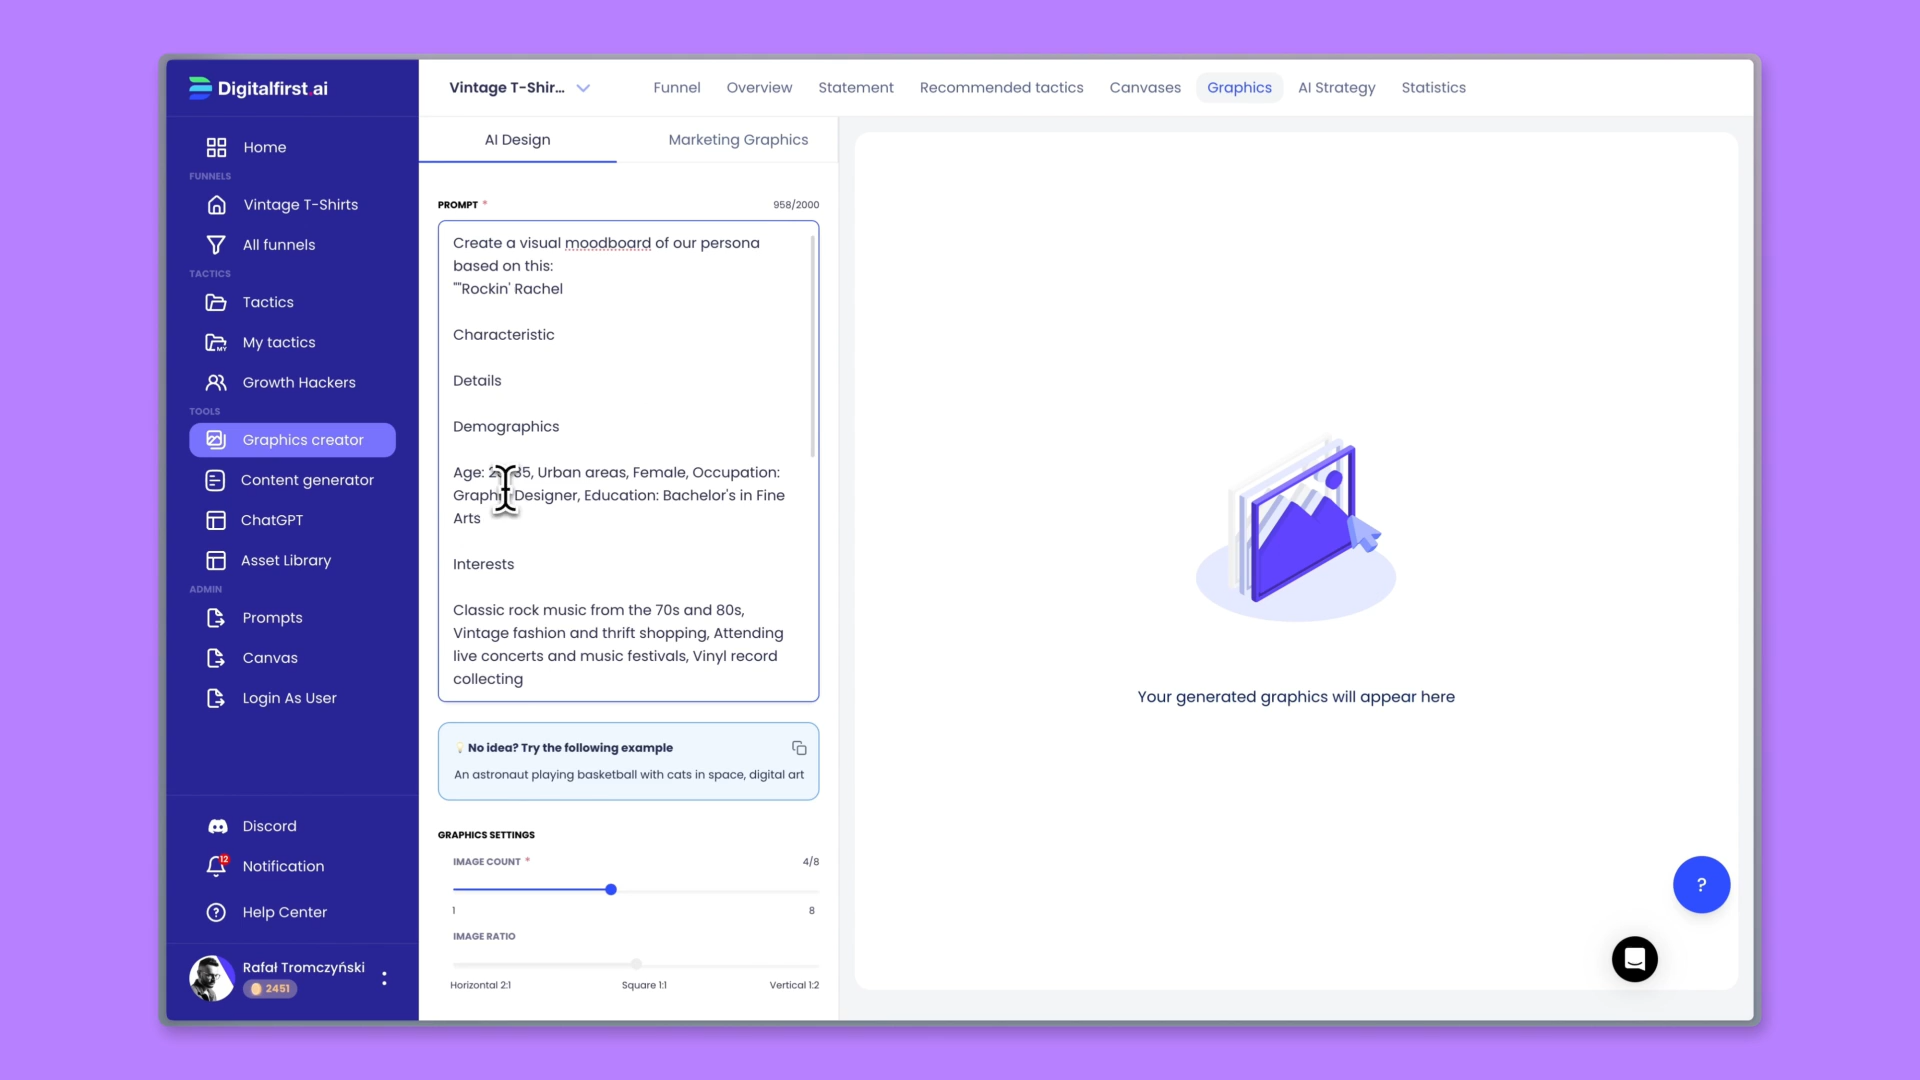 Digitalfirst.ai
Home
FUNNELS
Vintage T-Shirts
All funnels
TACTICS
Tactics
My tactics
Growth Hackers
TOOLS
Graphics creator
Content generator
ChatGPT
Asset Library
ADMIN
Prompts
Canvas
Login As User
Discord
12
Notification
Help Center
Rafał Tromczyński
2451
Vintage T-Shir...
Funnel
Overview
Statement
Recommended tactics
Canvases
Graphics
AI Strategy
Statistics
AI Design
Marketing Graphics
PROMPT *
958/2000
Create a visual moodboard of our persona
based on this:
""Rockin' Rachel
Characteristic
Details
Demographics
Age: Urban areas, Female, Occupation:
Designer, Education: Bachelor's in Fine
Arts
Interests
Classic rock music from the 70s and 80s,
Vintage fashion and thrift shopping, Attending
live concerts and music festivals, Vinyl record
collecting
No idea? Try the following example
An astronaut playing basketball with cats in space, digital art
GRAPHICS SETTINGS
IMAGE COUNT *
4/8
1
8
IMAGE RATIO
Horizontal 2:1
Square 1:1
Vertical 1:2
Your generated graphics will appear here
?